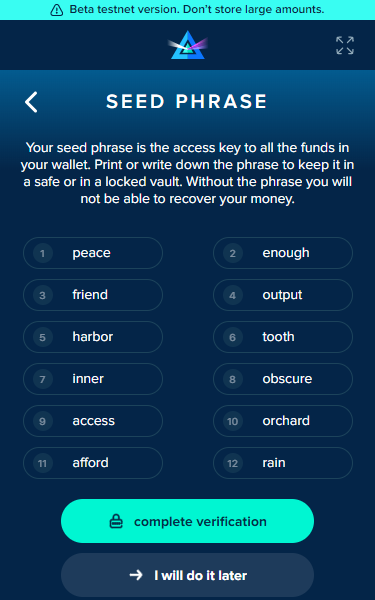 Beta testnet version. Don't store large amounts.
SEED PHRASE
Your seed phrase is the access key to all the funds in
your wallet. Print or write down the phrase to keep it in
a safe or in a locked vault. Without the phrase you will
not be able to recover your money.
1 peace 2 enough
3 friend 4 output
5 harbor 6 tooth
7 inner 8 obscure
9 access 10 orchard
11 afford 12 rain
complete verification
I will do it later